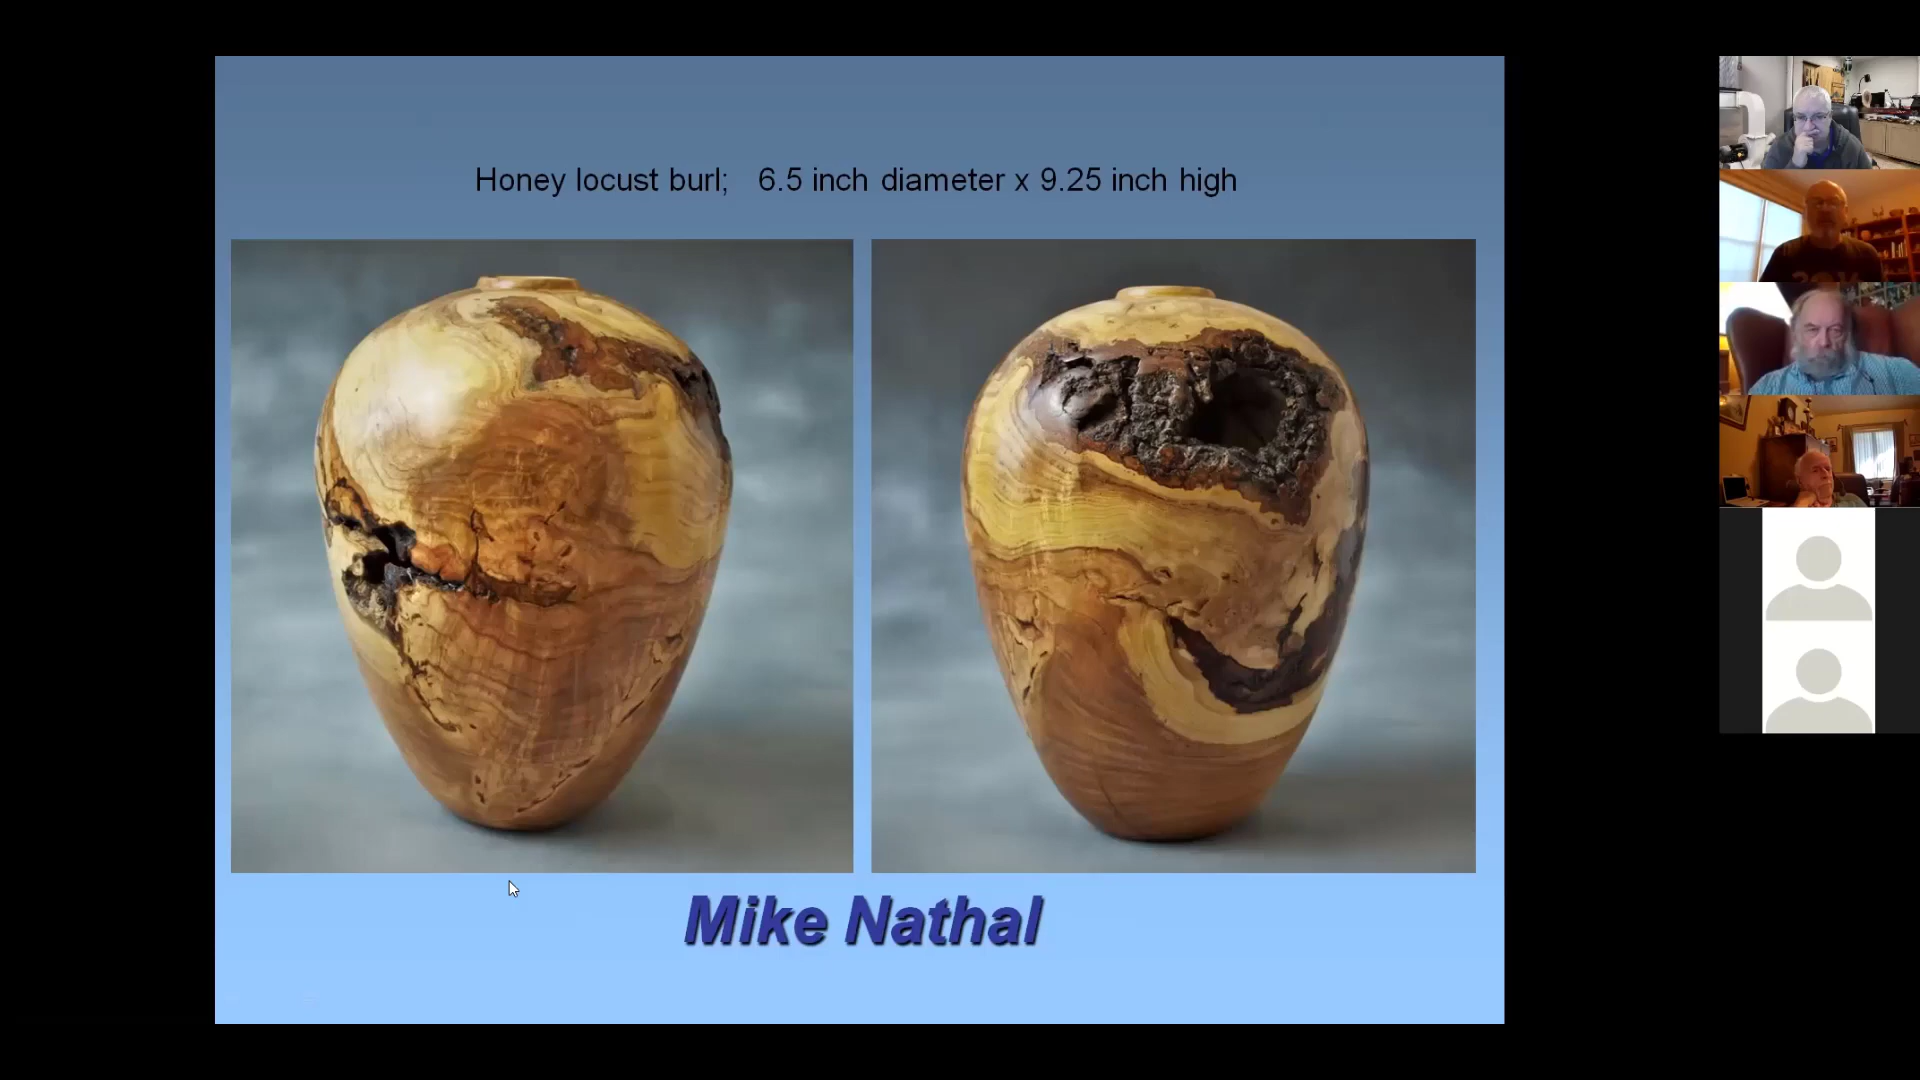 Honey locust burl; 6.5 inch diameter x 9.25 inch high
Mike Nathal